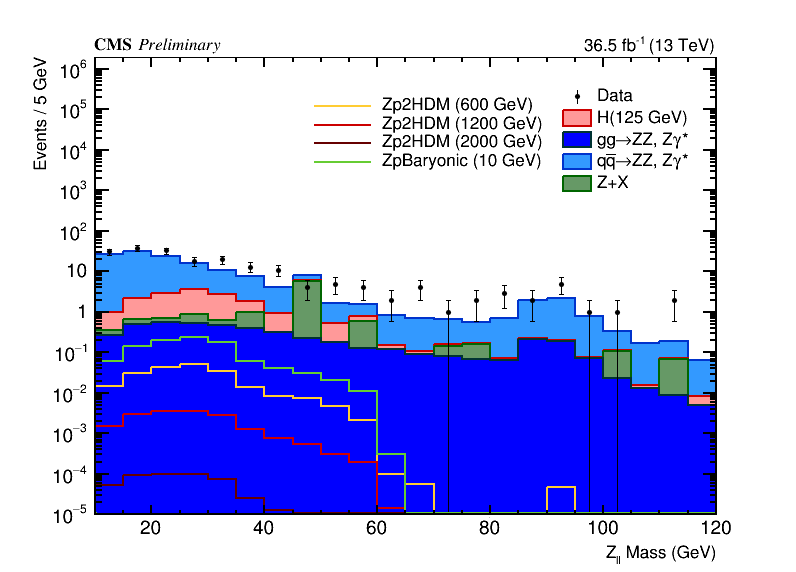 CMS Preliminary
36.5 fb⁻¹ (13 TeV)
Events / 5 GeV
10⁶
10⁵
10⁴
10³
10²
10
1
10⁻¹
10⁻²
10⁻³
10⁻⁴
10⁻⁵
Zp2HDM (600 GeV)
Zp2HDM (1200 GeV)
Zp2HDM (2000 GeV)
ZpBaryonic (10 GeV)
Data
H(125 GeV)
gg→ZZ, Zγ*
qq̅→ZZ, Zγ*
Z+X
20 40 60 80 100 120
Z_ll Mass (GeV)